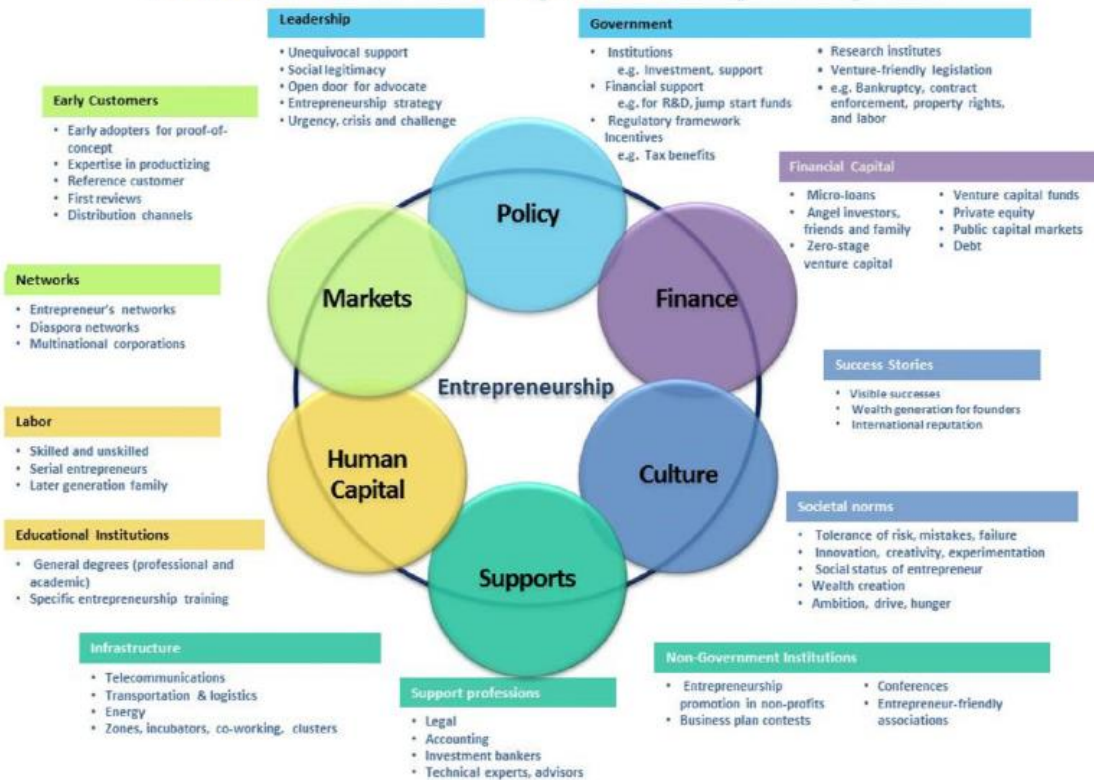 Leadership
• Unequivocal support
• Social legitimacy
• Open door for advocate
• Entrepreneurship strategy
• Urgency, crisis and challenge
Government
• Institutions
e.g. Investment, support
• Financial support
e.g. for R&D, jump start funds
• Regulatory framework
Incentives
e.g. Tax benefits
• Research institutes
• Venture-friendly legislation
• e.g. Bankruptcy, contract
enforcement, property rights,
and labor
Early Customers
• Early adopters for proof-of-
concept
• Expertise in productizing
• Reference customer
• First reviews
• Distribution channels
Financial Capital
• Micro-loans
• Angel investors,
friends and family
• Zero-stage
venture capital
• Venture capital funds
• Private equity
• Public capital markets
• Debt
Networks
• Entrepreneur's networks
• Diaspora networks
• Multinational corporations
Policy
Markets
Finance
Entrepreneurship
Human
Capital
Culture
Supports
Success Stories
• Visible successes
• Wealth generation for founders
• International reputation
Labor
• Skilled and unskilled
• Serial entrepreneurs
• Later generation family
Societal norms
• Tolerance of risk, mistakes, failure
• Innovation, creativity, experimentation
• Social status of entrepreneur
• Wealth creation
• Ambition, drive, hunger
Educational Institutions
• General degrees (professional and
academic)
• Specific entrepreneurship training
Infrastructure
• Telecommunications
• Transportation & logistics
• Energy
• Zones, incubators, co-working, clusters
Support professions
• Legal
• Accounting
• Investment bankers
• Technical experts, advisors
Non-Government Institutions
• Entrepreneurship
promotion in non-profits
• Business plan contests
• Conferences
• Entrepreneur-friendly
associations